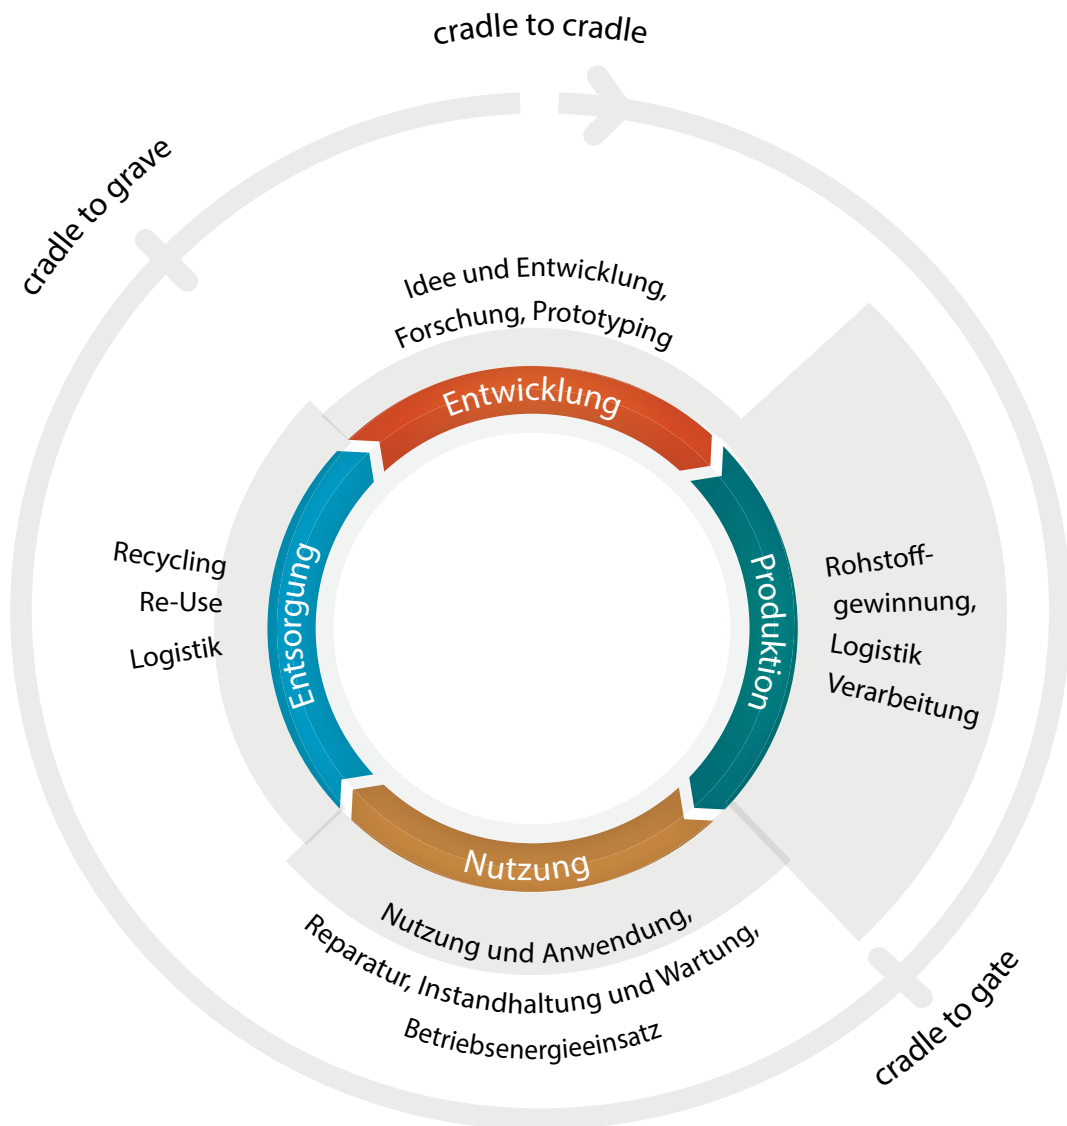 cradle to cradle
cradle to grave
Idee und Entwicklung,
Forschung, Prototyping
Entwicklung
Recycling
Re-Use
Logistik
Entsorgung
Produktion
Rohstoff-
gewinnung,
Logistik
Verarbeitung
Nutzung
Nutzung und Anwendung,
Reparatur, Instandhaltung und Wartung,
Betriebsenergieeinsatz
cradle to gate